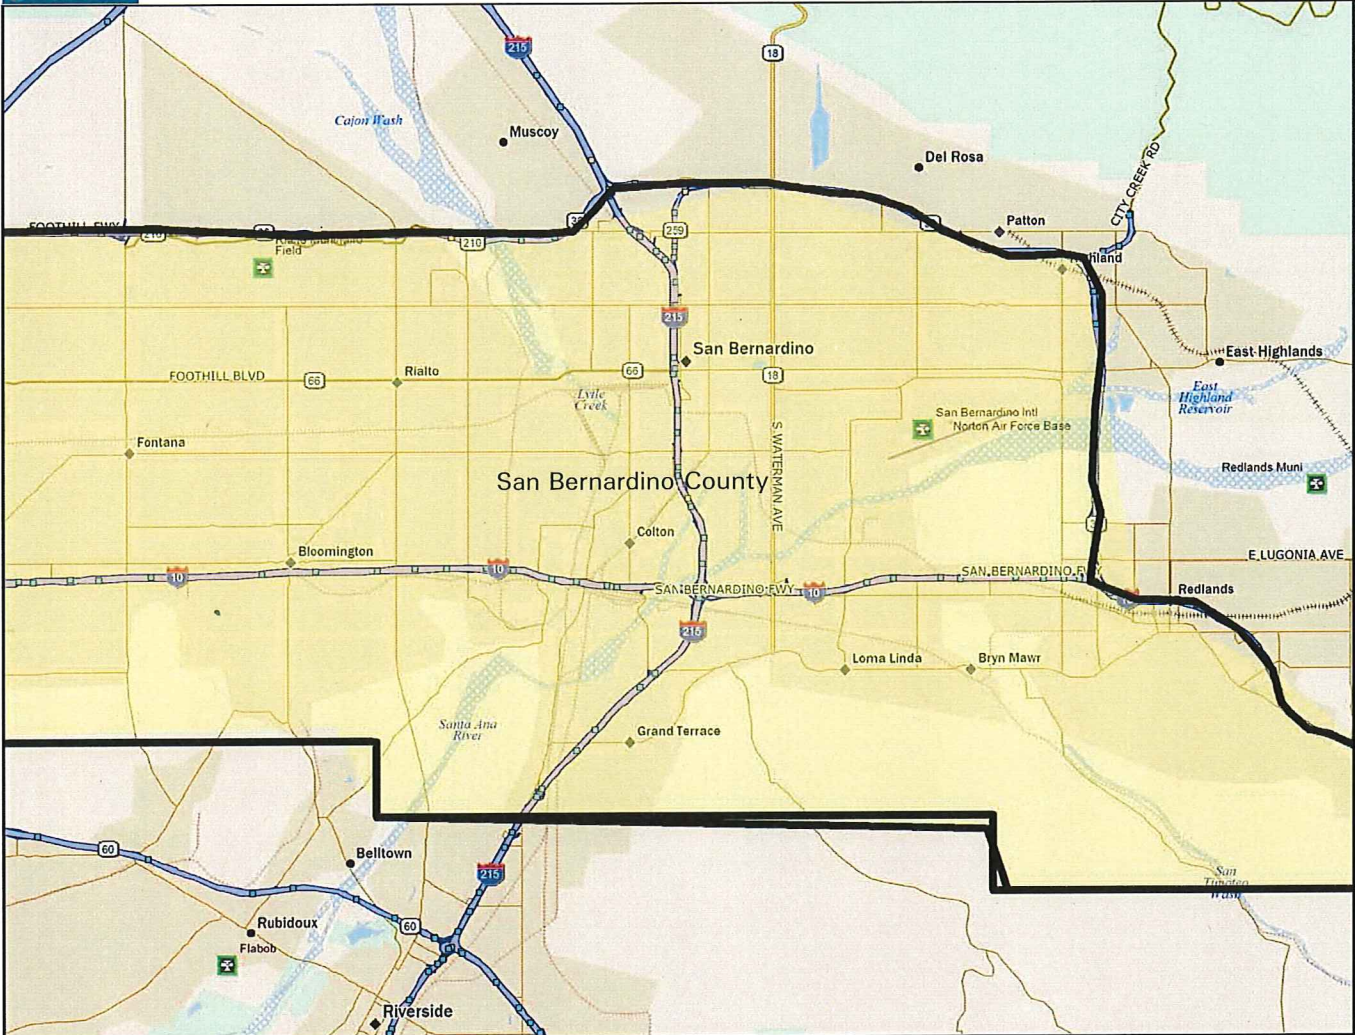 215
18
Cajon Wash
Muscoy
Del Rosa
CITY CREEK RD
Patton
FOOTHILL FWY
210
259
Field
San Bernardino
215
East Highlands
FOOTHILL BLVD
66
Rialto
66
18
Lytle
Creek
East
Highland
Reservoir
San Bernardino Intl
Norton Air Force Base
Fontana
S WATERMAN AVE
Redlands Muni
San Bernardino County
Colton
Bloomington
E LUGONIA AVE
10
10
SAN BERNARDINO FWY
SAN BERNARDINO FWY
10
Redlands
215
Loma Linda
Bryn Mawr
Santa Ana
River
Grand Terrace
60
Belltown
215
San
Timoteo
Wash
Rubidoux
60
Flabob
Riverside